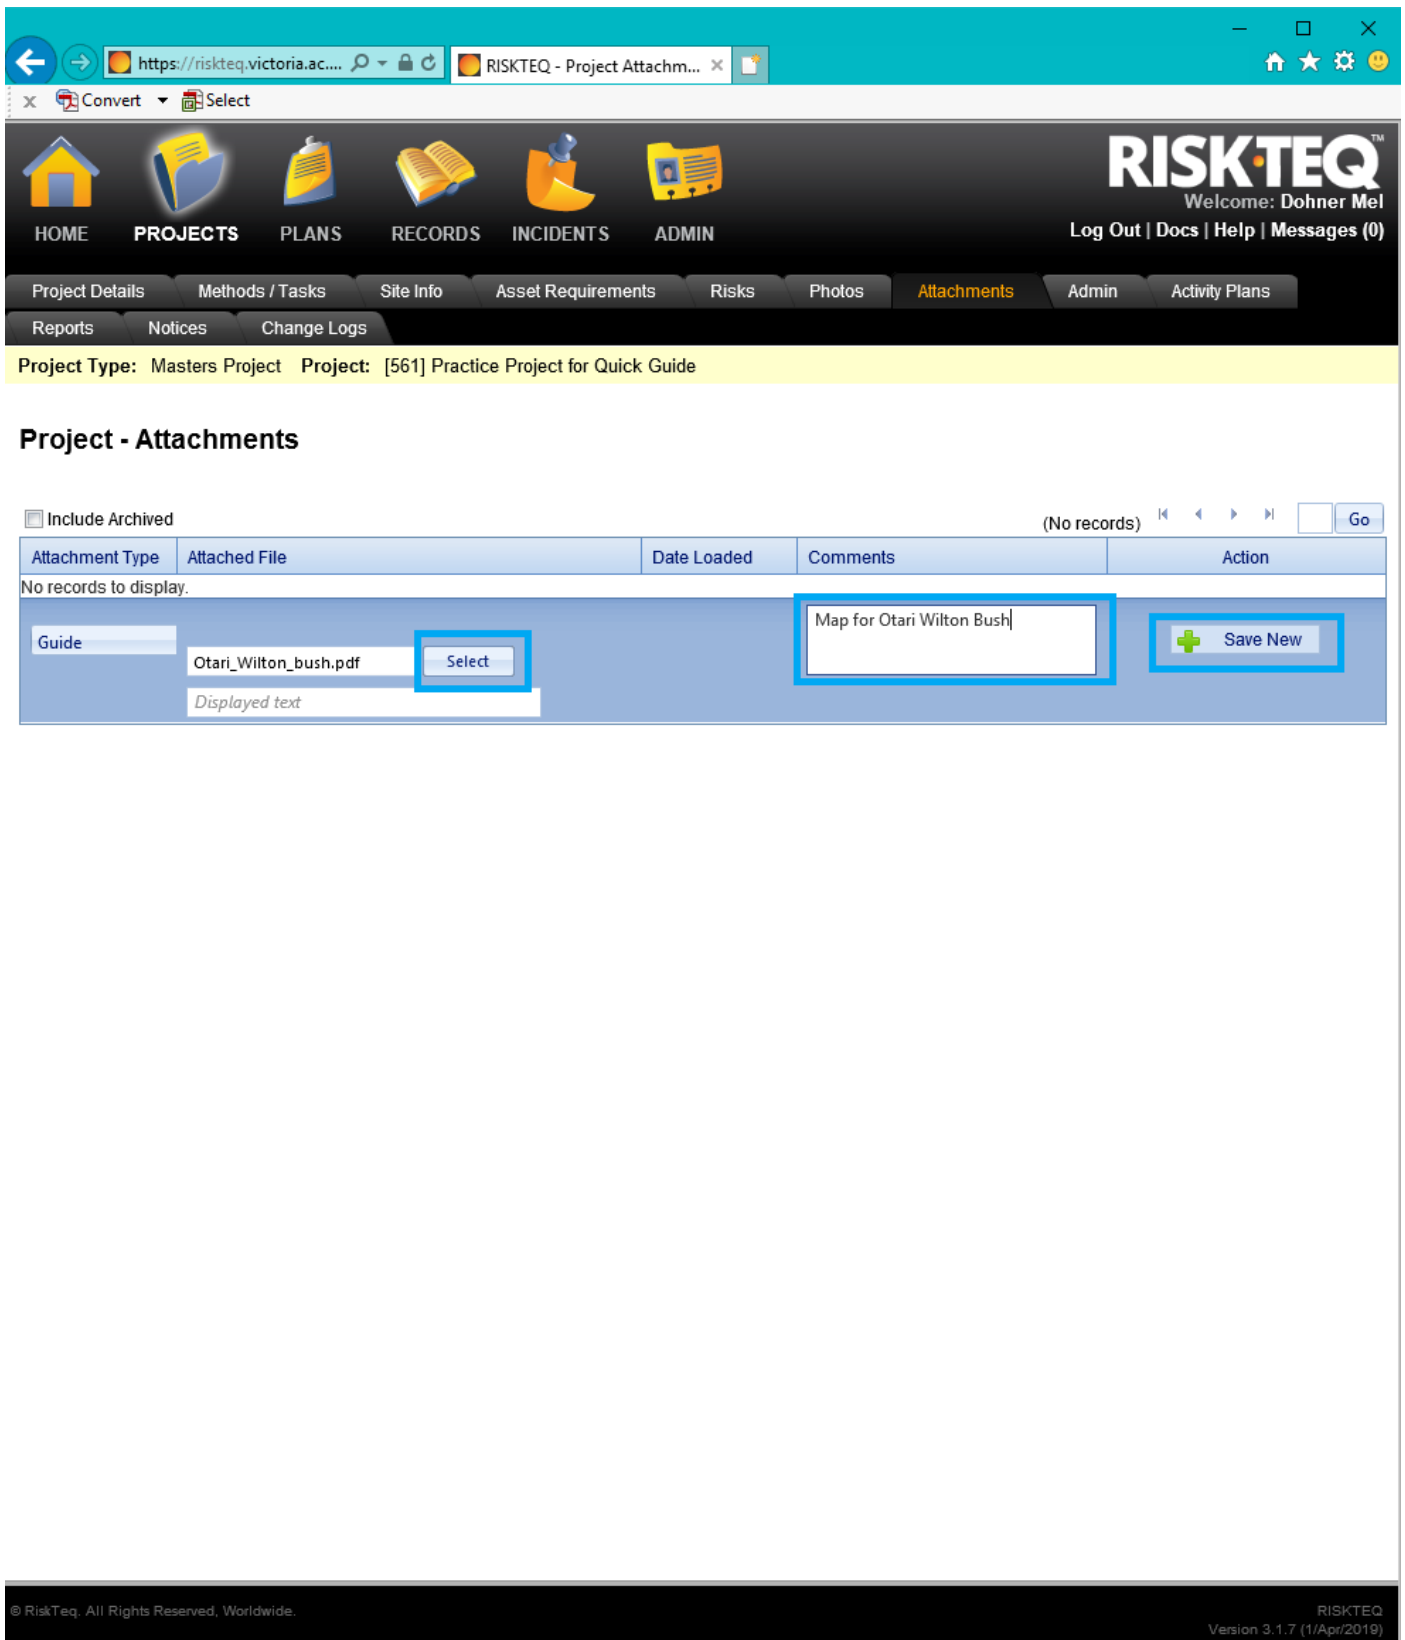 https://riskteq.victoria.ac.... RISKTEQ - Project Attachm...
x Convert Select
RISKTEQ™
Welcome: Dohner Mel
HOME PROJECTS PLANS RECORDS INCIDENTS ADMIN
Log Out | Docs | Help | Messages (0)
Project Details Methods / Tasks Site Info Asset Requirements Risks Photos Attachments Admin Activity Plans
Reports Notices Change Logs
Project Type: Masters Project Project: [561] Practice Project for Quick Guide
Project - Attachments
Include Archived (No records) Go
Attachment Type Attached File Date Loaded Comments Action
No records to display.
Guide Otari_Wilton_bush.pdf Select Map for Otari Wilton Bush Save New
Displayed text
© RiskTeq. All Rights Reserved, Worldwide. RISKTEQ
Version 3.1.7 (1/Apr/2019)